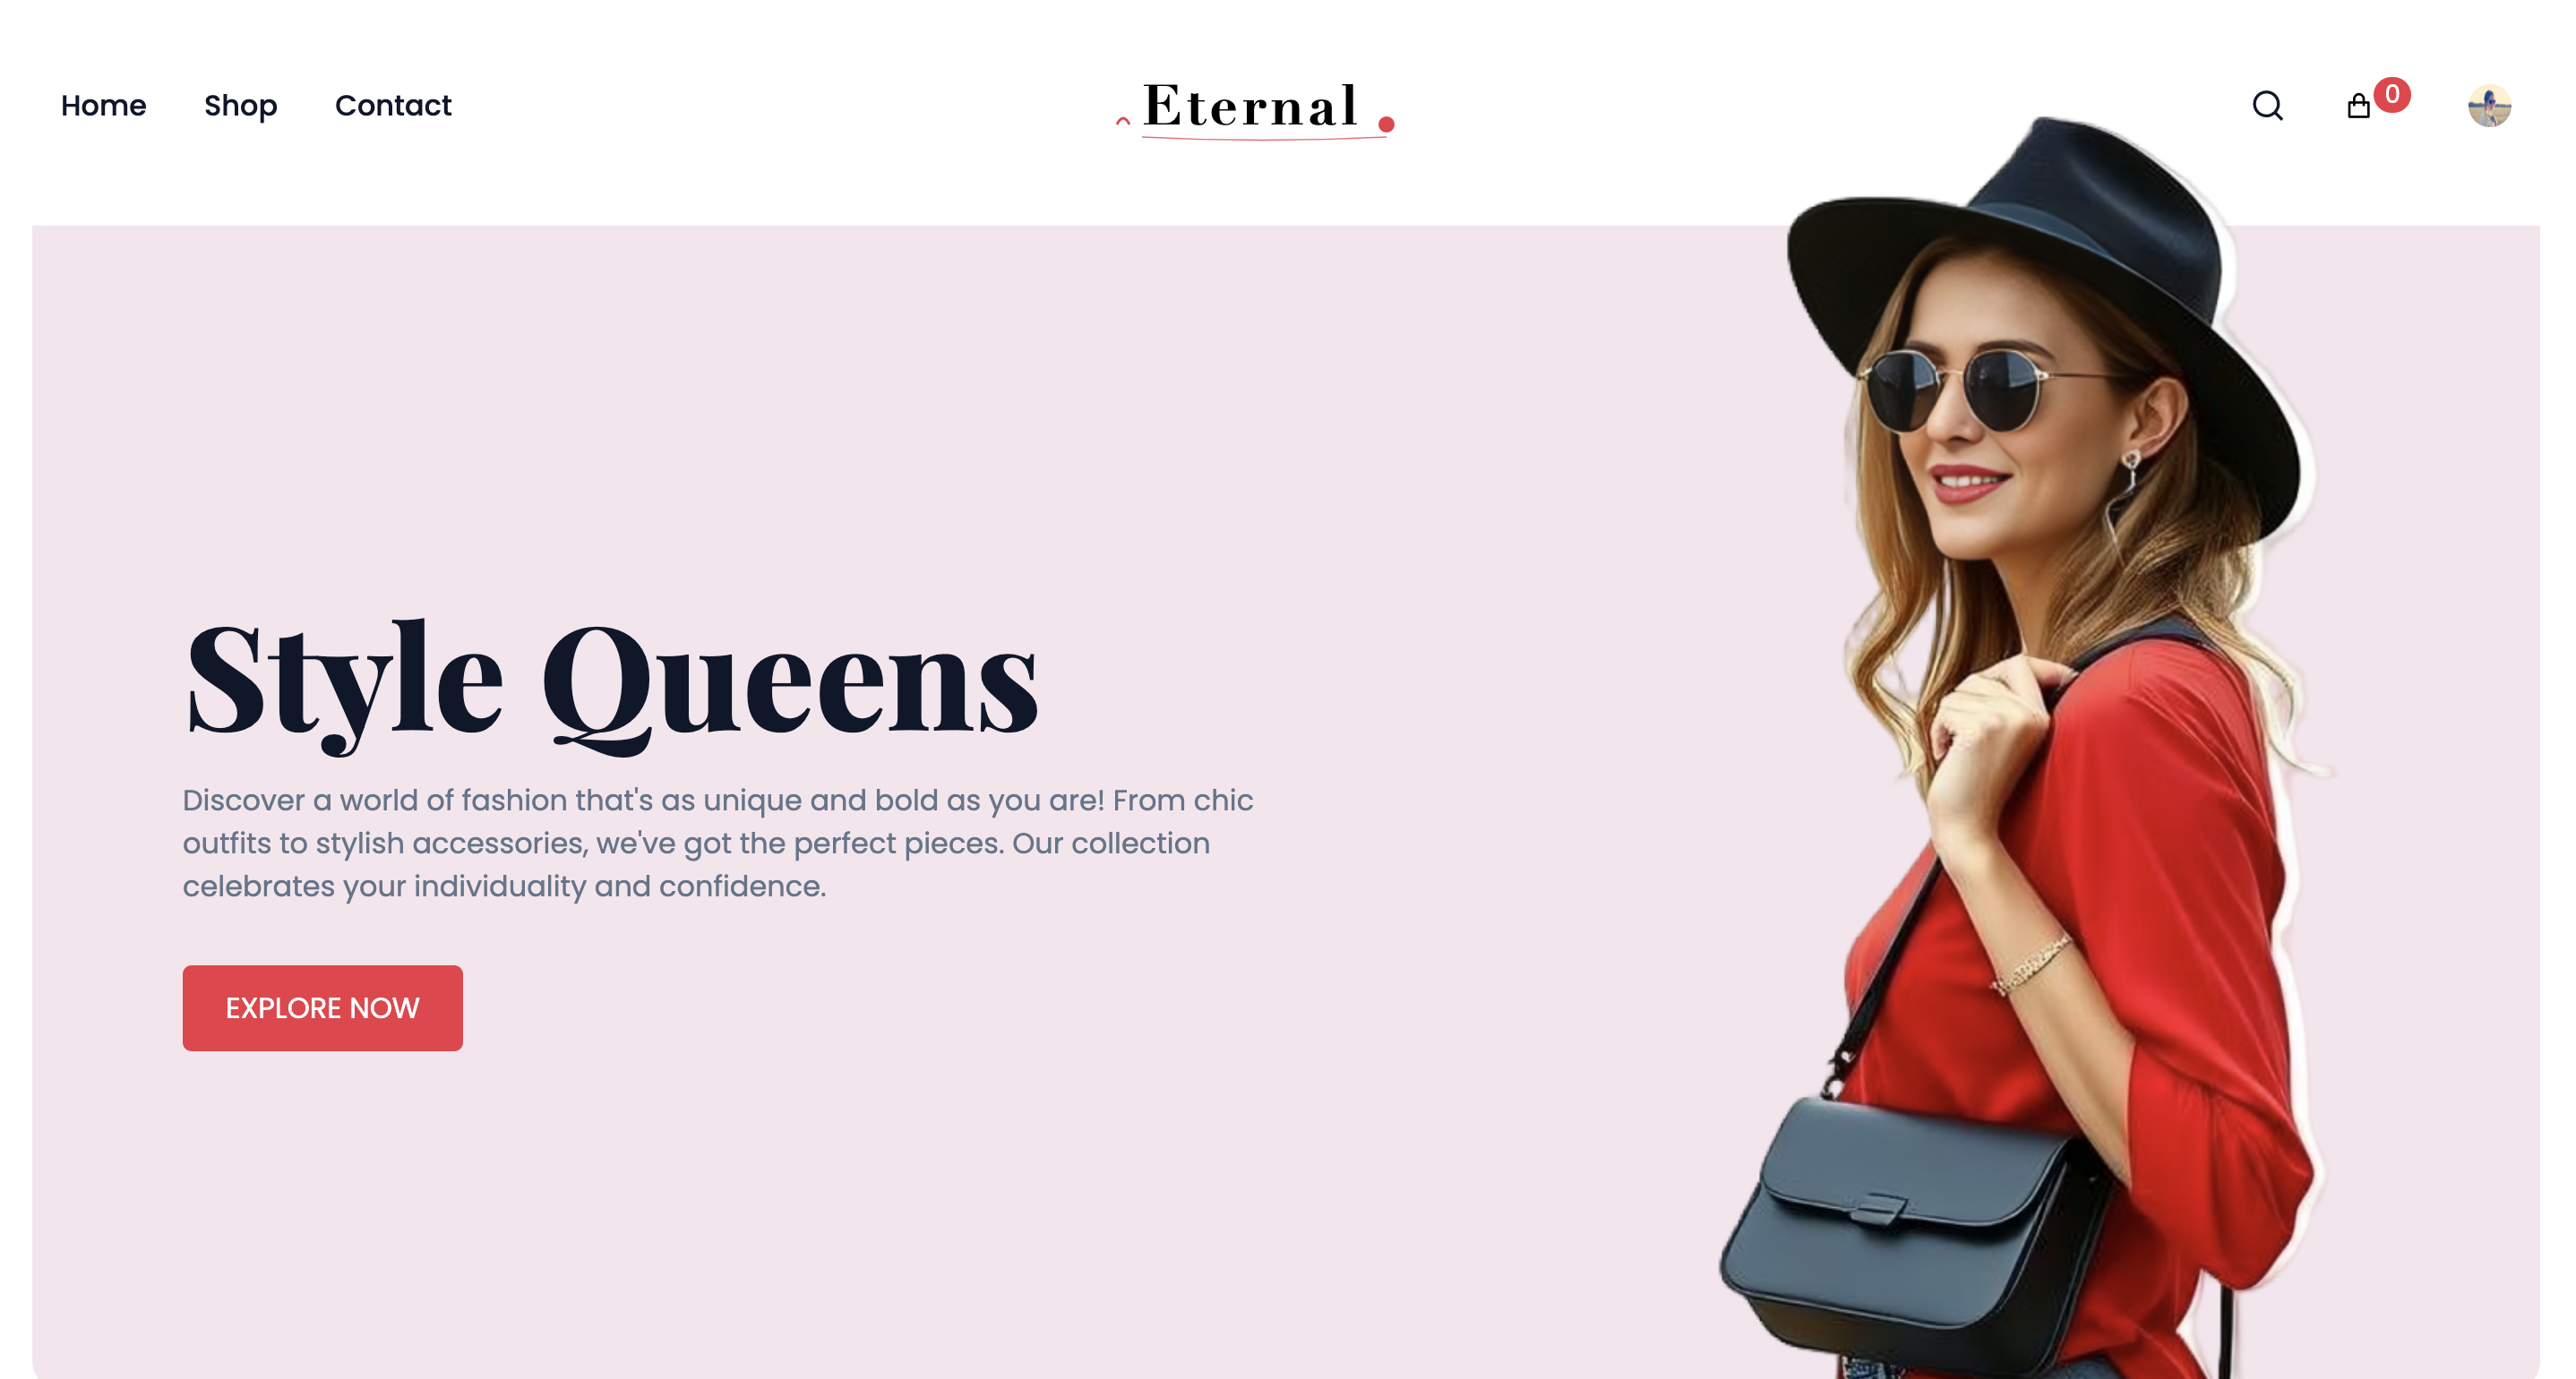 Home Shop Contact
Eternal
0
Style Queens
Discover a world of fashion that's as unique and bold as you are! From chic
outfits to stylish accessories, we've got the perfect pieces. Our collection
celebrates your individuality and confidence.
EXPLORE NOW